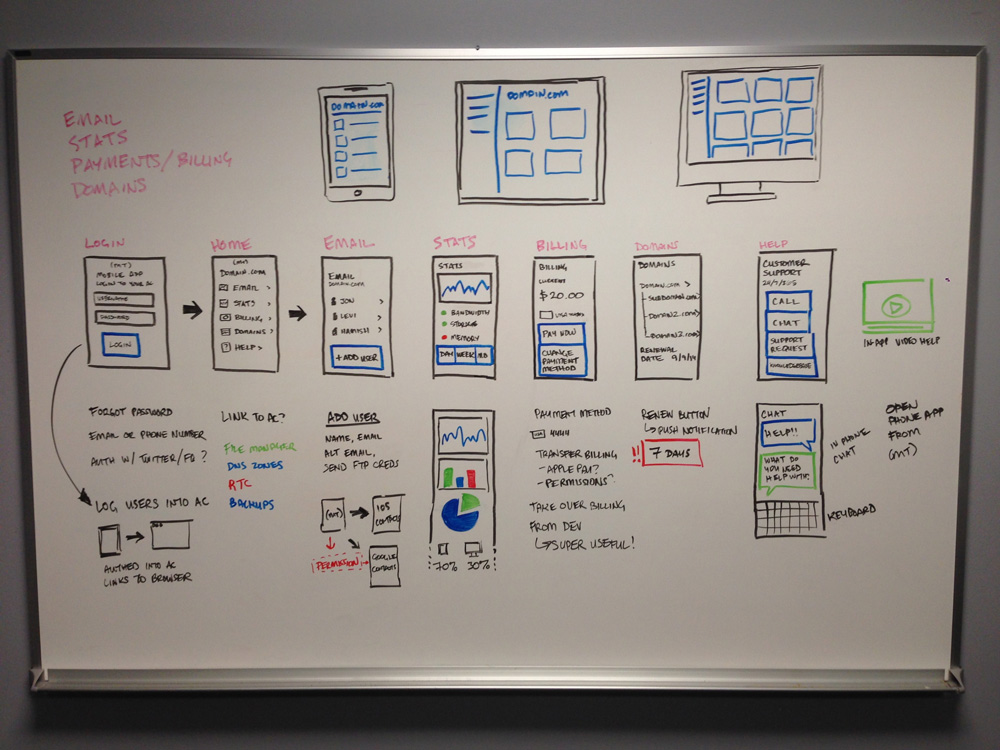 EMAIL
STATS
PAYMENTS/BILLING
DOMAINS
DOMAIN.COM
DOMAIN.COM
LOGIN
(MT)
LOGIN TO YOUR AC
USERNAME
PASSWORD
LOGIN
HOME
(MT)
DOMAIN.COM
EMAIL >
STATS >
BILLING >
DOMAINS >
? HELP >
EMAIL
EMAIL
DOMAIN.COM
JON >
LEVI >
HAMISH >
+ ADD USER
STATS
STATS
BANDWIDTH
STORAGE
MEMORY
DAY WEEK
BILLING
BILLING
CURRENT
$20.00
PAY NOW
CHANGE
PAYMENT
METHOD
DOMAINS
DOMAINS
DOMAIN.COM >
SUBDOMAIN.COM
DOMAIN2.COM
DOMAIN2.COM
RENEWAL
DATE 9/9/14
HELP
CUSTOMER
SUPPORT
24/7/365
CALL
CHAT
SUPPORT
REQUEST
KNOWLEDGEBASE
IN APP VIDEO HELP
FORGOT PASSWORD
EMAIL OR PHONE NUMBER
AUTH W/ TWITTER/FB ?
LOG USERS INTO AC
AUTHED INTO AC
LINKS TO BROWSER
LINK TO AC?
FILE MANAGER
DNS ZONES
RTC
BACKUPS
ADD USER
NAME, EMAIL
ALT EMAIL,
SEND FTP CREDS
(MT)
IOS
CONTACTS
PERMISSION
GOOGLE
CONTACTS
70% 30%
PAYMENT METHOD
4444
TRANSFER BILLING
- APPLE PAY?
- PERMISSIONS?
TAKE OVER BILLING
FROM DEV
SUPER USEFUL!
RENEW BUTTON
PUSH NOTIFICATION
!! 7 DAYS
CHAT
HELP!!
WHAT DO
YOU NEED
HELP WITH?
IN PHONE
CHAT
KEYBOARD
OPEN
PHONE APP
FROM
(MT)